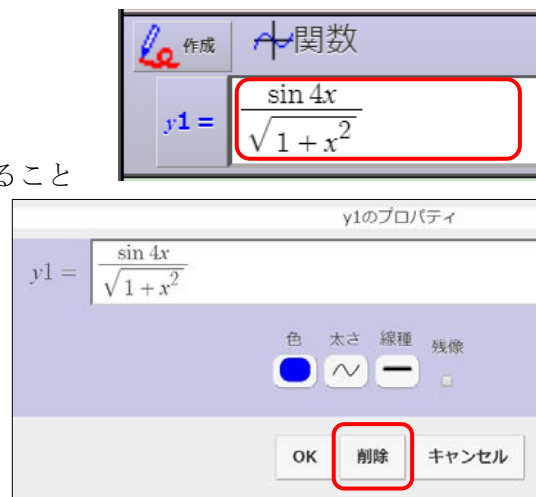 作成 関数
y1 = sin 4x / √(1 + x²)
ること
y1のプロパティ
y1 = sin 4x / √(1 + x²)
色 太さ 線種 残像
OK 削除 キャンセル